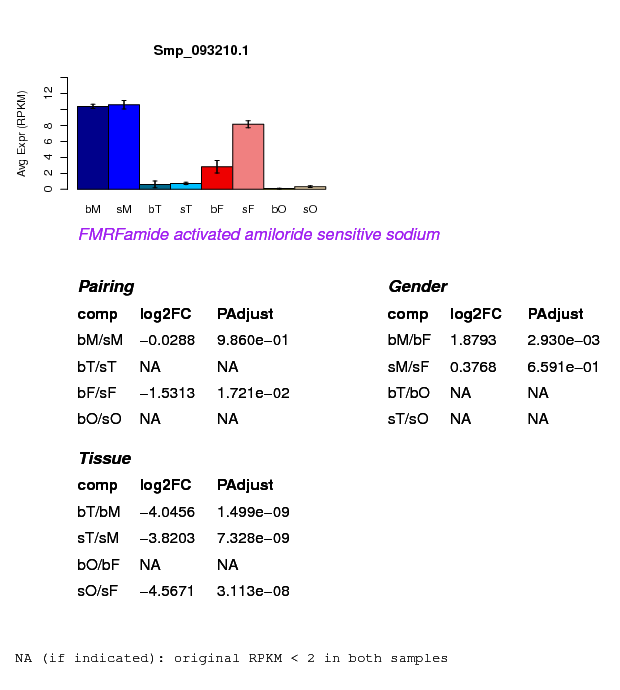 Smp_093210.1
Avg Expr (RPKM)
12
8
6
4
2
0
bM sM bT sT bF sF bO sO
FMRFamide activated amiloride sensitive sodium
Pairing
comp log2FC PAdjust
bM/sM −0.0288 9.860e−01
bT/sT NA NA
bF/sF −1.5313 1.721e−02
bO/sO NA NA
Gender
comp log2FC PAdjust
bM/bF 1.8793 2.930e−03
sM/sF 0.3768 6.591e−01
bT/bO NA NA
sT/sO NA NA
Tissue
comp log2FC PAdjust
bT/bM −4.0456 1.499e−09
sT/sM −3.8203 7.328e−09
bO/bF NA NA
sO/sF −4.5671 3.113e−08
NA (if indicated): original RPKM < 2 in both samples